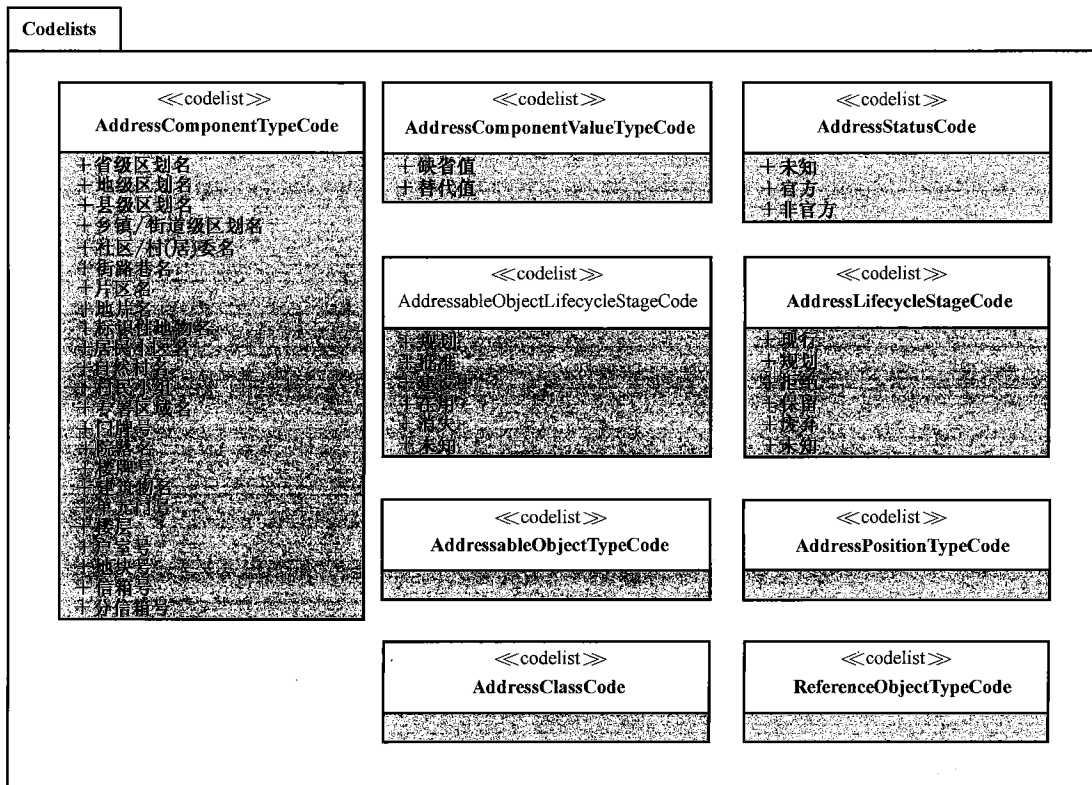 Codelists
≪codelist≫
AddressComponentTypeCode
+省级区划名
+地级区划名
+县级区划名
+乡镇/街道级区划名
+社区/村(居)委名
+街路巷名
+片区名
+地片名
+标识性地物名
+居民小区名
+自然村名
+村民小组
+专署区域名
+门牌号
+院落名
+楼牌号
+建筑物名
+单元门号
+楼层
+户室号
+地块号
+信箱号
+分信箱号
≪codelist≫
AddressComponentValueTypeCode
+缺省值
+替代值
≪codelist≫
AddressStatusCode
+未知
+官方
+非官方
≪codelist≫
AddressableObjectLifecycleStageCode
+规划
+批准
+建设中
+在用
+消失
+未知
≪codelist≫
AddressLifecycleStageCode
+现行
+规划
+拒绝
+保留
+废弃
+未知
≪codelist≫
AddressableObjectTypeCode
≪codelist≫
AddressPositionTypeCode
≪codelist≫
AddressClassCode
≪codelist≫
ReferenceObjectTypeCode